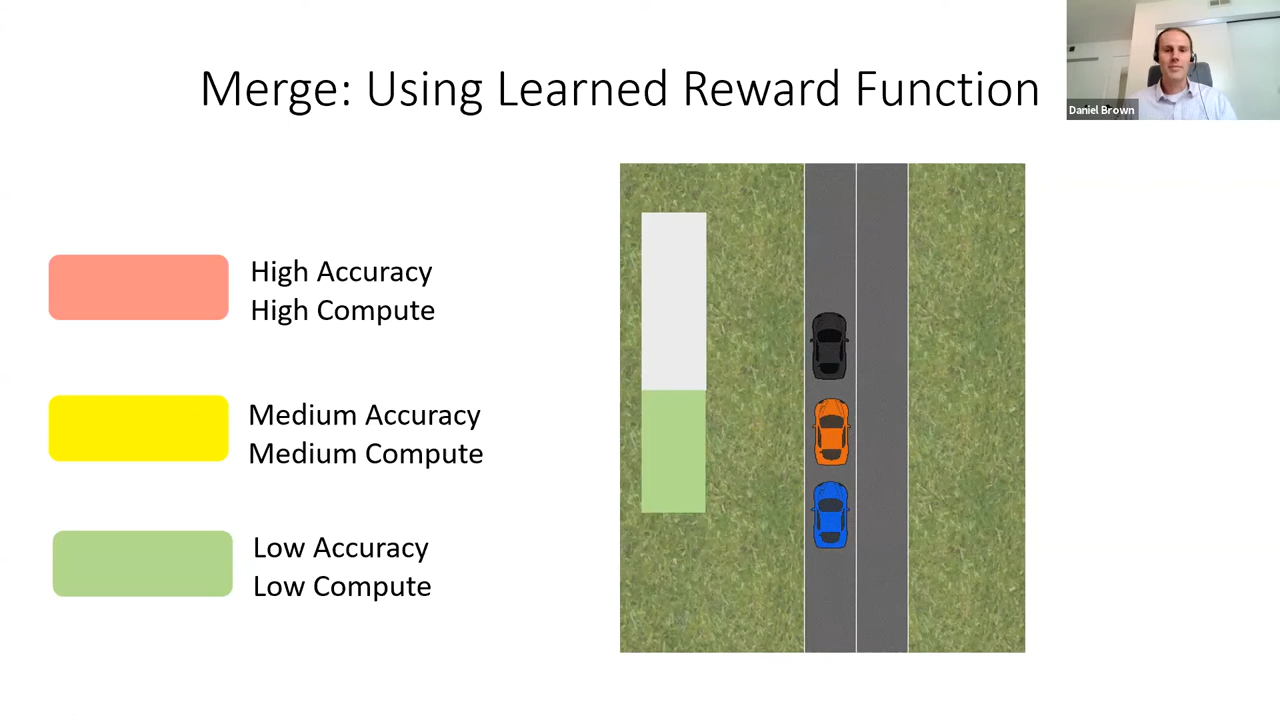 Merge: Using Learned Reward Function
Daniel Brown
High Accuracy
High Compute
Medium Accuracy
Medium Compute
Low Accuracy
Low Compute